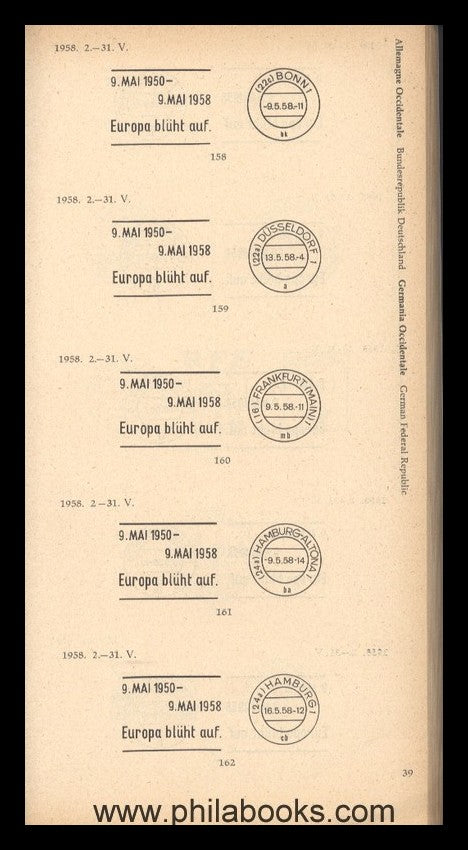 1958. 2.—31. V.
9. MAI 1950—
9. MAI 1958
Europa blüht auf.
(22c) BONN 1
-9.5.58.-11
bk
158
1958. 2.—31. V.
9. MAI 1950—
9. MAI 1958
Europa blüht auf.
(22a) DÜSSELDORF 1
13.5.58.-4
a
159
1958. 2.—31. V.
9. MAI 1950—
9. MAI 1958
Europa blüht auf.
(16) FRANKFURT (MAIN) 1
9.5.58.-11
mb
160
1958. 2—31. V.
9. MAI 1950—
9. MAI 1958
Europa blüht auf.
(24a) HAMBURG-ALTONA 1
-9.5.58-14
ba
161
1958. 2.—31. V.
9. MAI 1950—
9. MAI 1958
Europa blüht auf.
(24a) HAMBURG 1
16.5.58-12
cb
162
Allemagne Occidentale Bundesrepublik Deutschland Germania Occidentale German Federal Republic
39
www.philabooks.com